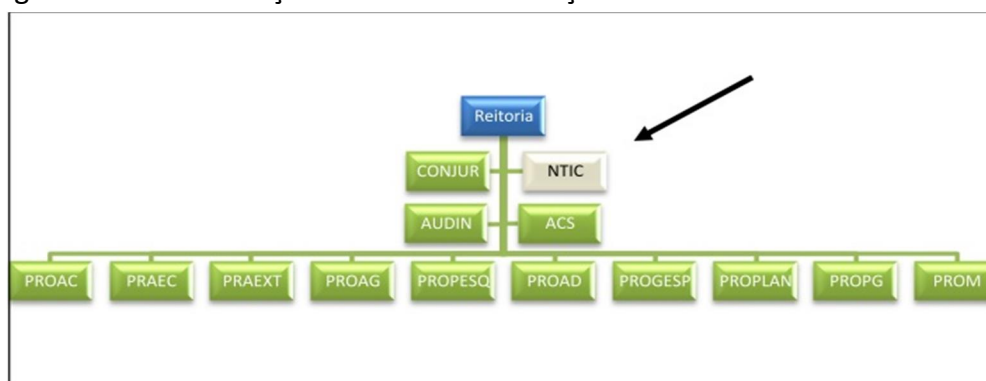 Reitoria
CONJUR NTIC
AUDIN ACS
PROAC PRAEC PRAEXT PROAG PROPESQ PROAD PROGESP PROPLAN PROPG PROM